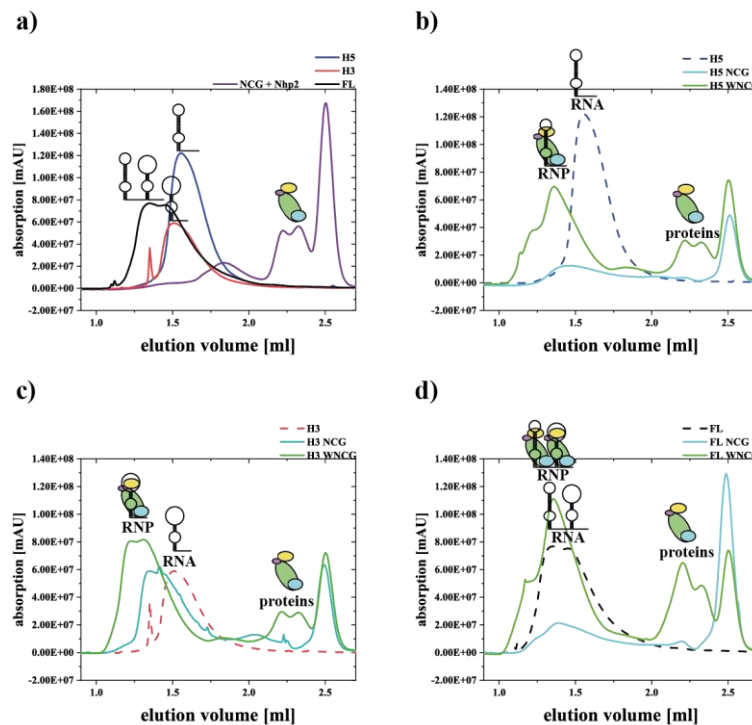 a)
H5
H3
NCG + Nhp2 FL
1.80E+08
1.60E+08
1.40E+08
1.20E+08
1.00E+08
8.00E+07
6.00E+07
4.00E+07
2.00E+07
0.00E+00
-2.00E+07
absorption [mAU]
1.0 1.5 2.0 2.5
elution volume [ml]
b)
H5
H5 NCG
H5 WNCG
1.40E+08
1.20E+08
1.00E+08
8.00E+07
6.00E+07
4.00E+07
2.00E+07
0.00E+00
-2.00E+07
absorption [mAU]
RNA
RNP
proteins
1.0 1.5 2.0 2.5
elution volume [ml]
c)
H3
H3 NCG
H3 WNCG
1.40E+08
1.20E+08
1.00E+08
8.00E+07
6.00E+07
4.00E+07
2.00E+07
0.00E+00
-2.00E+07
absorption [mAU]
RNP
RNA
proteins
1.0 1.5 2.0 2.5
elution volume [ml]
d)
FL
FL NCG
FL WNCG
1.40E+08
1.20E+08
1.00E+08
8.00E+07
6.00E+07
4.00E+07
2.00E+07
0.00E+00
-2.00E+07
absorption [mAU]
RNP
RNA
proteins
1.0 1.5 2.0 2.5
elution volume [ml]